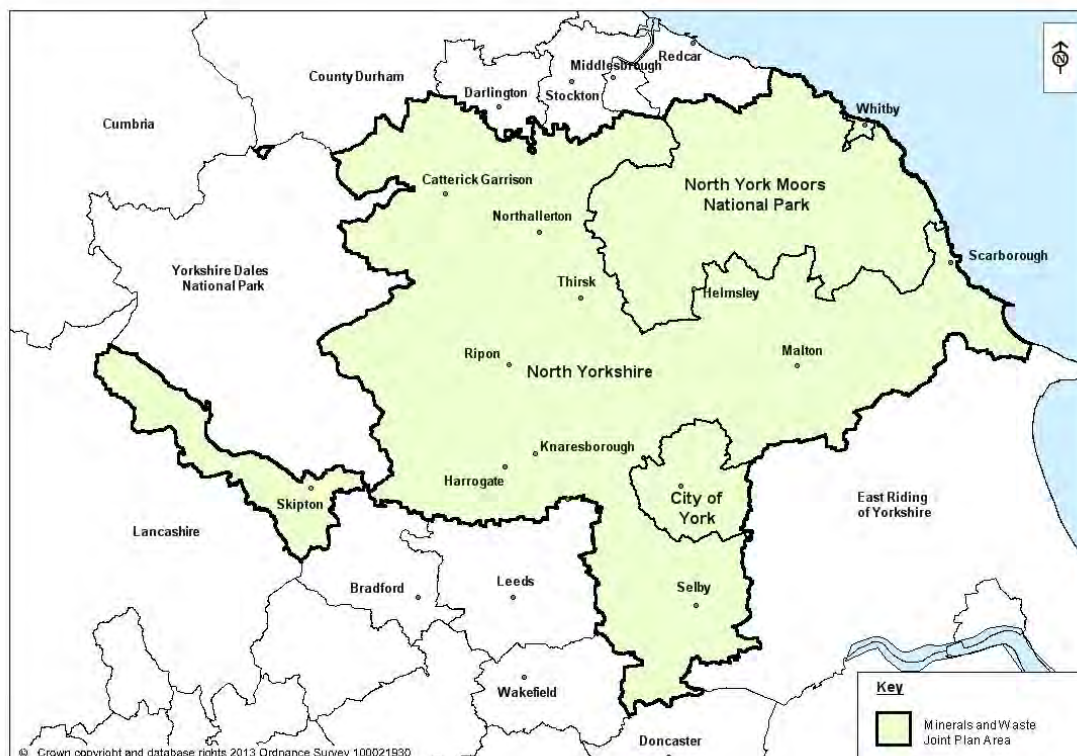 Redcar
Middlesbrough
County Durham
Stockton
Darlington
Whitby
Cumbria
Catterick Garrison
North York Moors
National Park
Northallerton
Scarborough
Yorkshire Dales
National Park
Thirsk
Helmsley
Ripon
North Yorkshire
Malton
Knaresborough
Harrogate
City of
York
East Riding
of Yorkshire
Skipton
Lancashire
Bradford
Leeds
Selby
Wakefield
Doncaster
N
Key
Minerals and Waste
Joint Plan Area
© Crown copyright and database rights 2013 Ordnance Survey 100021930